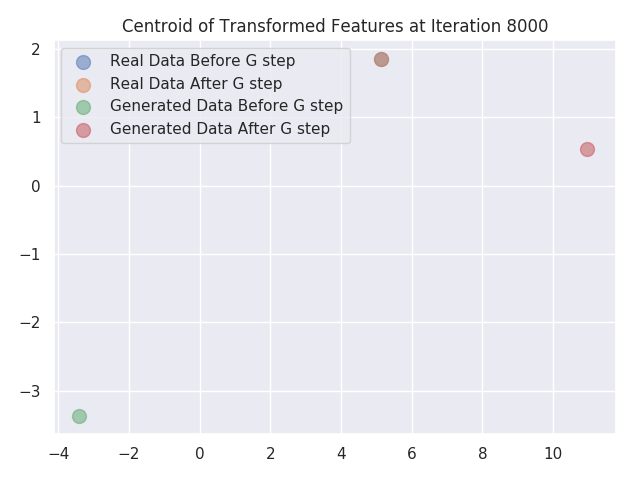 Centroid of Transformed Features at Iteration 8000
Real Data Before G step
Real Data After G step
Generated Data Before G step
Generated Data After G step
2
1
0
−1
−2
−3
−4
−2
0
2
4
6
8
10